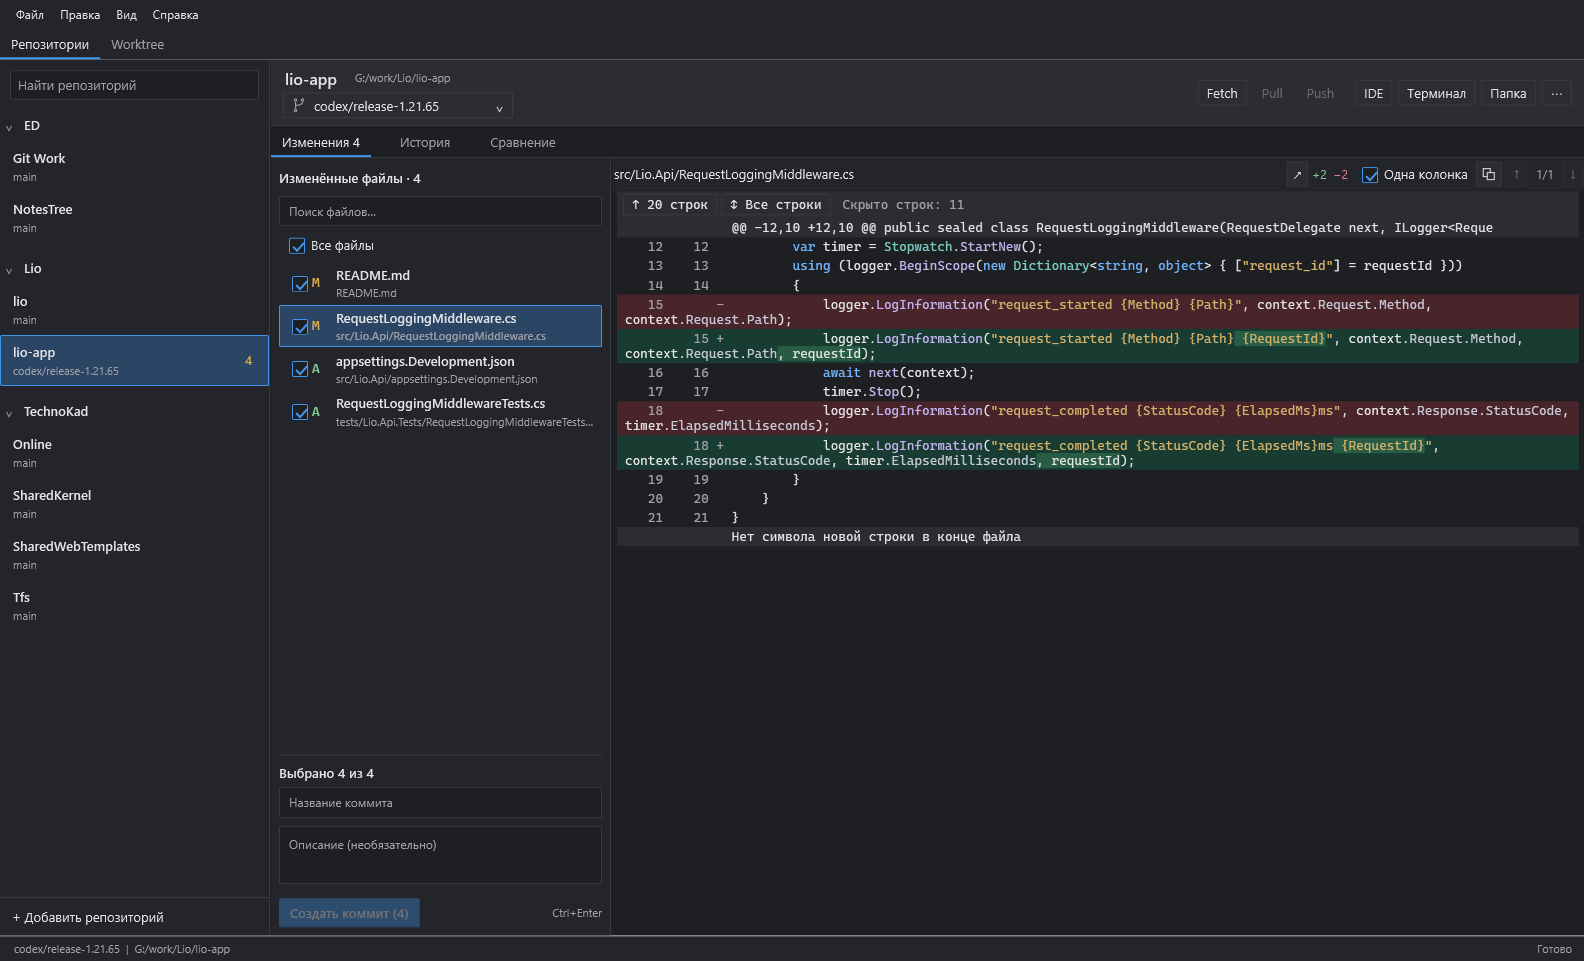 Файл Правка Вид Справка
Репозитории Worktree
Найти репозиторий
ED
Git Work
main
NotesTree
main
Lio
lio
main
lio-app
4
codex/release-1.21.65
TechnoKad
Online
main
SharedKernel
main
SharedWebTemplates
main
Tfs
main
+ Добавить репозиторий
lio-app G:/work/Lio/lio-app
codex/release-1.21.65
Fetch Pull Push IDE Терминал Папка ...
Изменения 4 История Сравнение
Изменённые файлы · 4
Поиск файлов...
Все файлы
M README.md
README.md
M RequestLoggingMiddleware.cs
src/Lio.Api/RequestLoggingMiddleware.cs
A appsettings.Development.json
src/Lio.Api/appsettings.Development.json
A RequestLoggingMiddlewareTests.cs
tests/Lio.Api.Tests/RequestLoggingMiddlewareTests...
Выбрано 4 из 4
Название коммита
Описание (необязательно)
Создать коммит (4) Ctrl+Enter
src/Lio.Api/RequestLoggingMiddleware.cs ↗ +2 −2 Одна колонка ↑ 1/1 ↓
↑ 20 строк ↕ Все строки Скрыто строк: 11
@@ -12,10 +12,10 @@ public sealed class RequestLoggingMiddleware(RequestDelegate next, ILogger<Reque
12 12 var timer = Stopwatch.StartNew();
13 13 using (logger.BeginScope(new Dictionary<string, object> { ["request_id"] = requestId }))
14 14 {
15 − logger.LogInformation("request_started {Method} {Path}", context.Request.Method,
context.Request.Path);
15 + logger.LogInformation("request_started {Method} {Path} {RequestId}", context.Request.Method,
context.Request.Path, requestId);
16 16 await next(context);
17 17 timer.Stop();
18 − logger.LogInformation("request_completed {StatusCode} {ElapsedMs}ms", context.Response.StatusCode,
timer.ElapsedMilliseconds);
18 + logger.LogInformation("request_completed {StatusCode} {ElapsedMs}ms {RequestId}",
context.Response.StatusCode, timer.ElapsedMilliseconds, requestId);
19 19 }
20 20 }
21 21 }
Нет символа новой строки в конце файла
codex/release-1.21.65 | G:/work/Lio/lio-app Готово